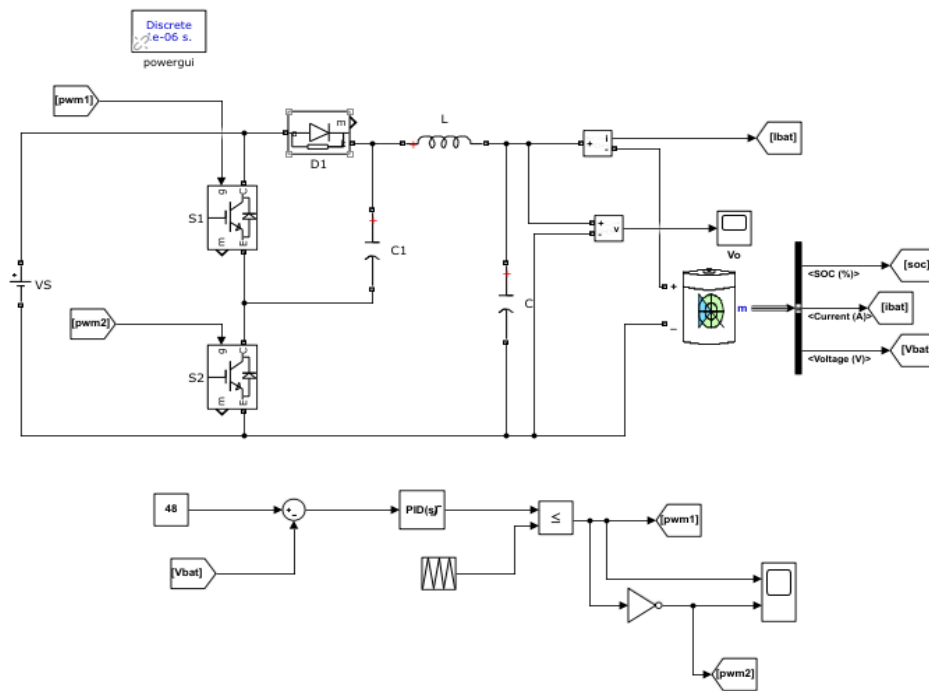 Discrete
1e-06 s.
powergui
[pwm1]
m
D1
L
i
+
-
[Ibat]
g
C
S1
m
E
+
C1
+
-
v
Vo
VS
+
C
+
m
<SOC (%)>
[soc]
<Current (A)>
[ibat]
<Voltage (V)>
[Vbat
[pwm2]
g
C
S2
m
E
48
+
-
PID(s)
≤
[pwm1]
[Vbat]
[pwm2]